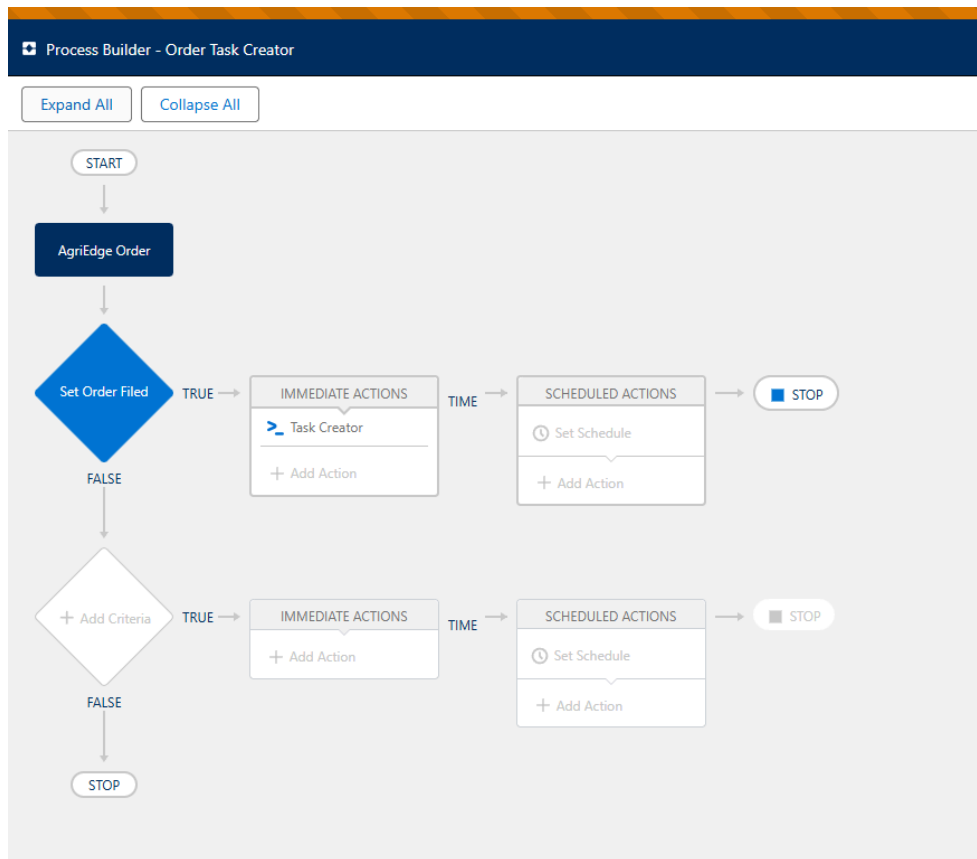 Process Builder - Order Task Creator
Expand All
Collapse All
START
AgriEdge Order
Set Order Filed
TRUE
IMMEDIATE ACTIONS
Task Creator
+ Add Action
TIME
SCHEDULED ACTIONS
Set Schedule
+ Add Action
STOP
FALSE
+ Add Criteria
TRUE
IMMEDIATE ACTIONS
+ Add Action
TIME
SCHEDULED ACTIONS
Set Schedule
+ Add Action
STOP
FALSE
STOP